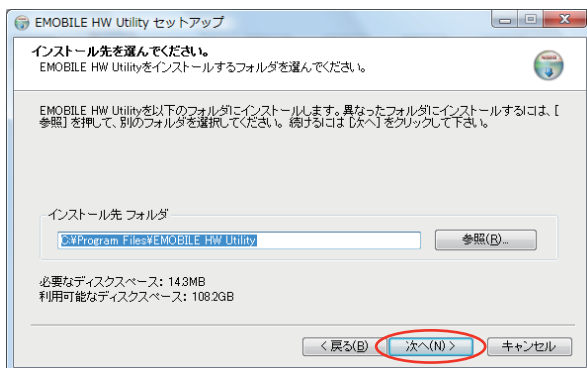 EMOBILE HW Utility セットアップ
インストール先を選んでください。
EMOBILE HW Utilityをインストールするフォルダを選んでください。
EMOBILE HW Utilityを以下のフォルダにインストールします。異なったフォルダにインストールするには、[
参照] を押して、別のフォルダを選択してください。続けるには [次へ] をクリックして下さい。
インストール先 フォルダ
C:¥Program Files¥EMOBILE HW Utility
参照(R)...
必要なディスクスペース: 14.3MB
利用可能なディスクスペース: 108.2GB
< 戻る(B)
次へ(N) >
キャンセル